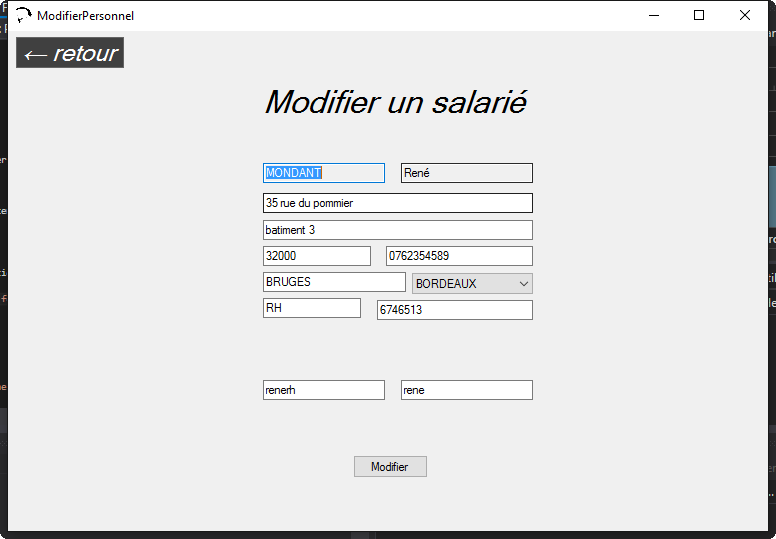 ModifierPersonnel
← retour
Modifier un salarié
MONDANT René
35 rue du pommier
batiment 3
32000 0762354589
BRUGES BORDEAUX
RH 6746513
renerh rene
Modifier